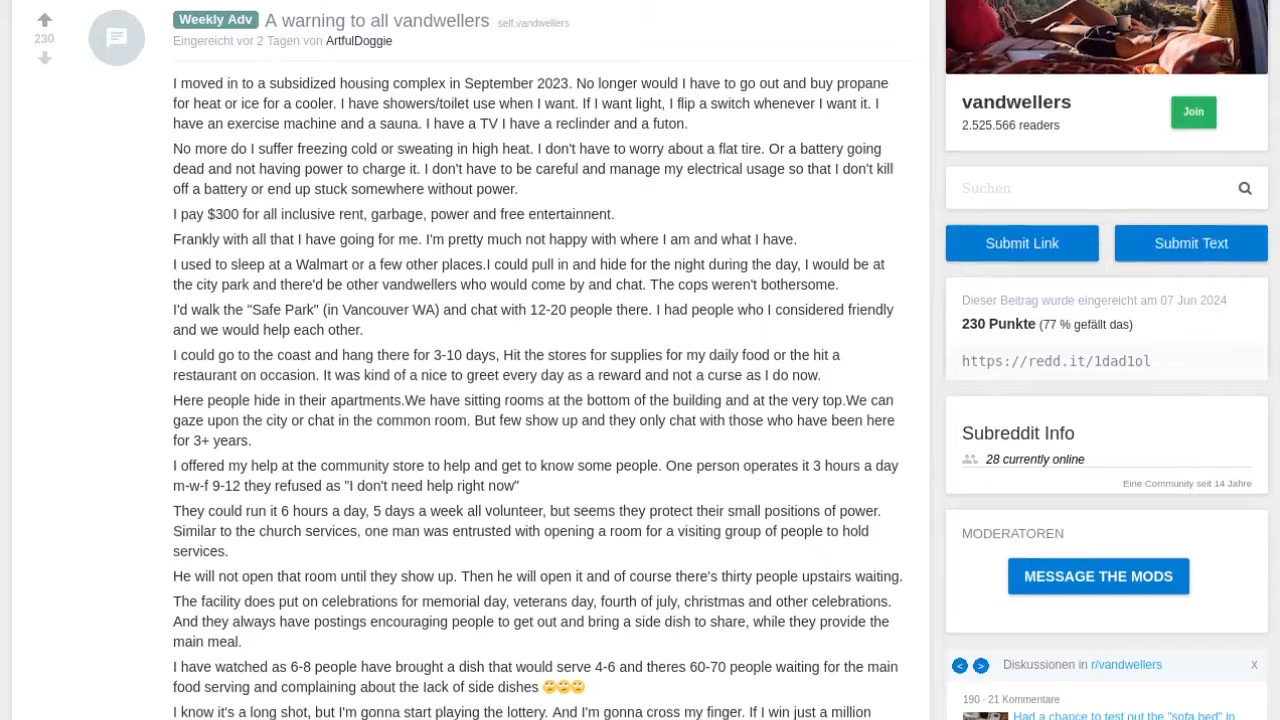 Weekly Adv A warning to all vandwellers self.vandwellers
230
Eingereicht vor 2 Tagen von ArtfulDoggie
I moved in to a subsidized housing complex in September 2023. No longer would I have to go out and buy propane
for heat or ice for a cooler. I have showers/toilet use when I want. If I want light, I flip a switch whenever I want it. I
have an exercise machine and a sauna. I have a TV I have a reclinder and a futon.
No more do I suffer freezing cold or sweating in high heat. I don't have to worry about a flat tire. Or a battery going
dead and not having power to charge it. I don't have to be careful and manage my electrical usage so that I don't kill
off a battery or end up stuck somewhere without power.
I pay $300 for all inclusive rent, garbage, power and free entertainnent.
Frankly with all that I have going for me. I'm pretty much not happy with where I am and what I have.
I used to sleep at a Walmart or a few other places.I could pull in and hide for the night during the day, I would be at
the city park and there'd be other vandwellers who would come by and chat. The cops weren't bothersome.
I'd walk the "Safe Park" (in Vancouver WA) and chat with 12-20 people there. I had people who I considered friendly
and we would help each other.
I could go to the coast and hang there for 3-10 days, Hit the stores for supplies for my daily food or the hit a
restaurant on occasion. It was kind of a nice to greet every day as a reward and not a curse as I do now.
Here people hide in their apartments.We have sitting rooms at the bottom of the building and at the very top.We can
gaze upon the city or chat in the common room. But few show up and they only chat with those who have been here
for 3+ years.
I offered my help at the community store to help and get to know some people. One person operates it 3 hours a day
m-w-f 9-12 they refused as "I don't need help right now"
They could run it 6 hours a day, 5 days a week all volunteer, but seems they protect their small positions of power.
Similar to the church services, one man was entrusted with opening a room for a visiting group of people to hold
services.
He will not open that room until they show up. Then he will open it and of course there's thirty people upstairs waiting.
The facility does put on celebrations for memorial day, veterans day, fourth of july, christmas and other celebrations.
And they always have postings encouraging people to get out and bring a side dish to share, while they provide the
main meal.
I have watched as 6-8 people have brought a dish that would serve 4-6 and theres 60-70 people waiting for the main
food serving and complaining about the lack of side dishes 🙄🙄🙄
I know it's a long shot, but I'm gonna start playing the lottery. And I'm gonna cross my finger. If I win just a million
vandwellers
2.525.566 readers
Join
Suchen
Submit Link
Submit Text
Dieser Beitrag wurde eingereicht am 07 Jun 2024
230 Punkte (77 % gefällt das)
https://redd.it/1dad1ol
Subreddit Info
28 currently online
Eine Community seit 14 Jahre
MODERATOREN
MESSAGE THE MODS
< > Diskussionen in r/vandwellers X
190 - 21 Kommentare
Had a chance to test out the "sofa bed" in